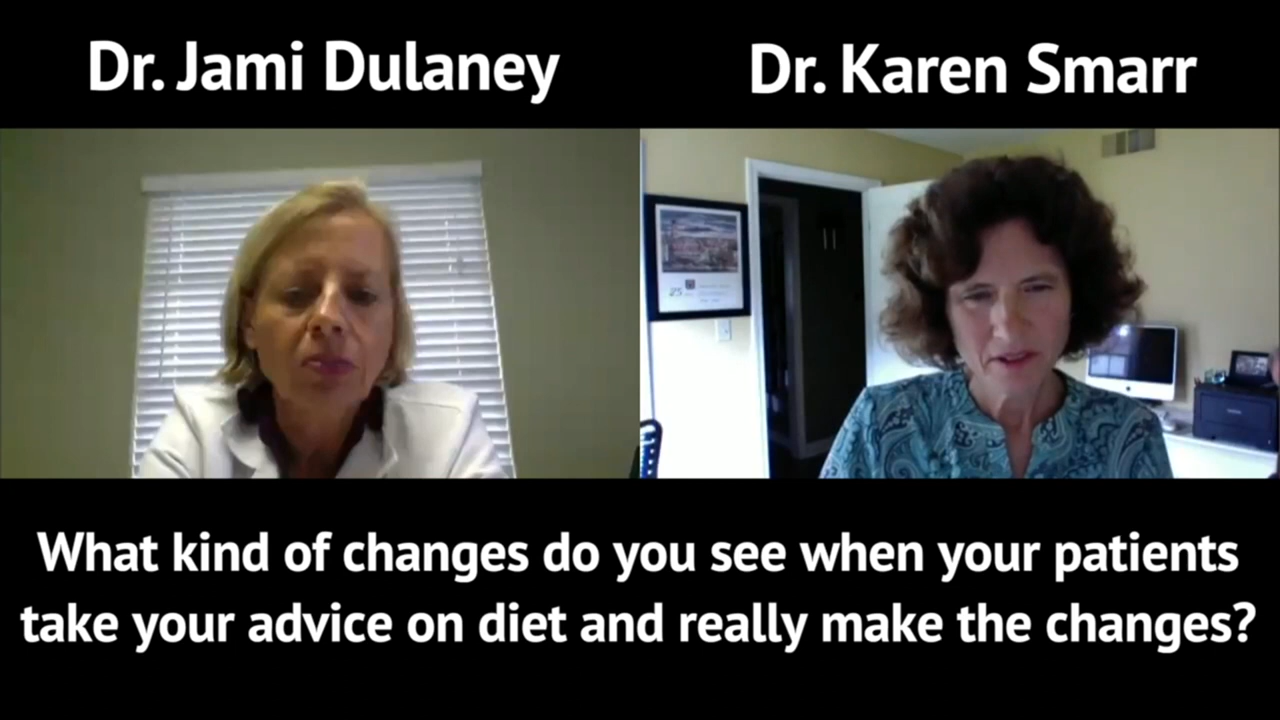 Dr. Jami Dulaney
Dr. Karen Smarr
25
What kind of changes do you see when your patients
take your advice on diet and really make the changes?